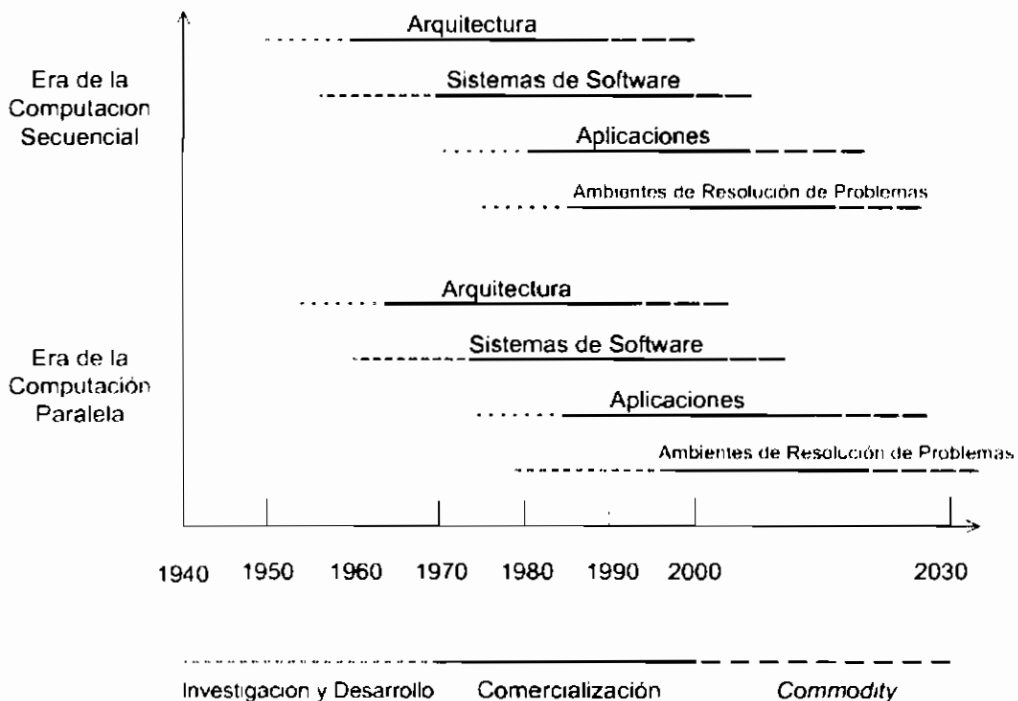 Arquitectura
Era de la
Computacion
Secuencial
Sistemas de Software
Aplicaciones
Ambientes de Resolución de Problemas
Arquitectura
Era de la
Computación
Paralela
Sistemas de Software
Aplicaciones
Ambientes de Resolución de Problemas
1940 1950 1960 1970 1980 1990 2000 2030
Investigacion y Desarrollo Comercialización Commodity